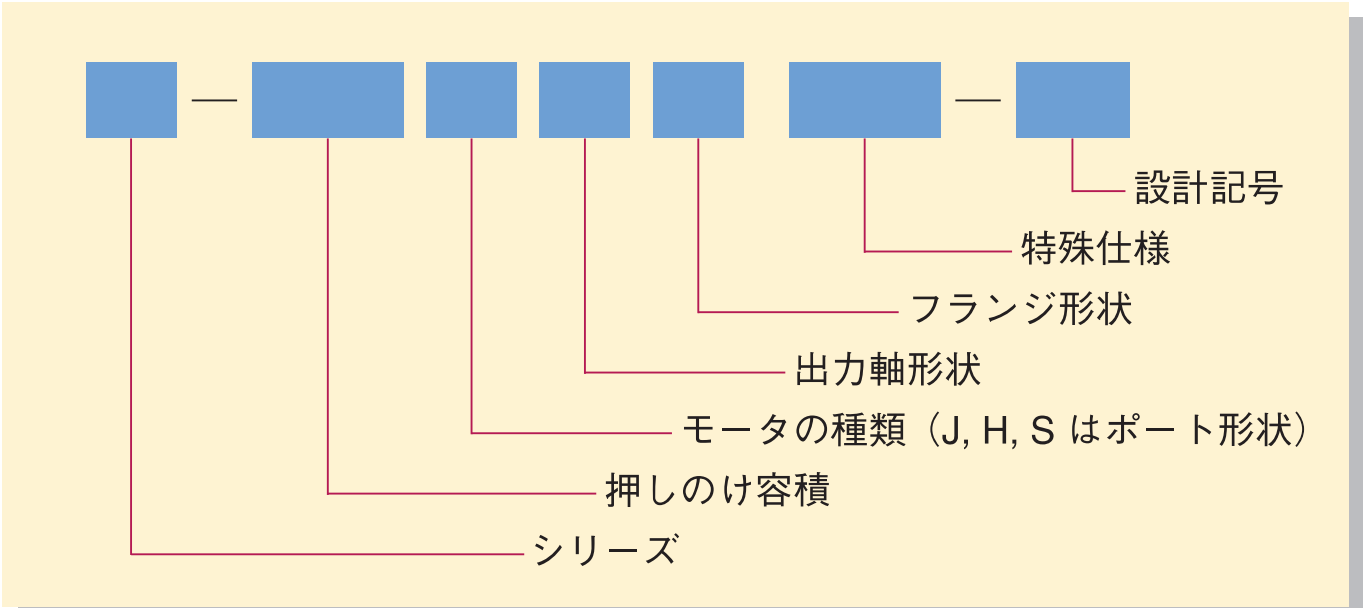 設計記号
特殊仕様
フランジ形状
出力軸形状
モータの種類（J, H, S はポート形状）
押しのけ容積
シリーズ